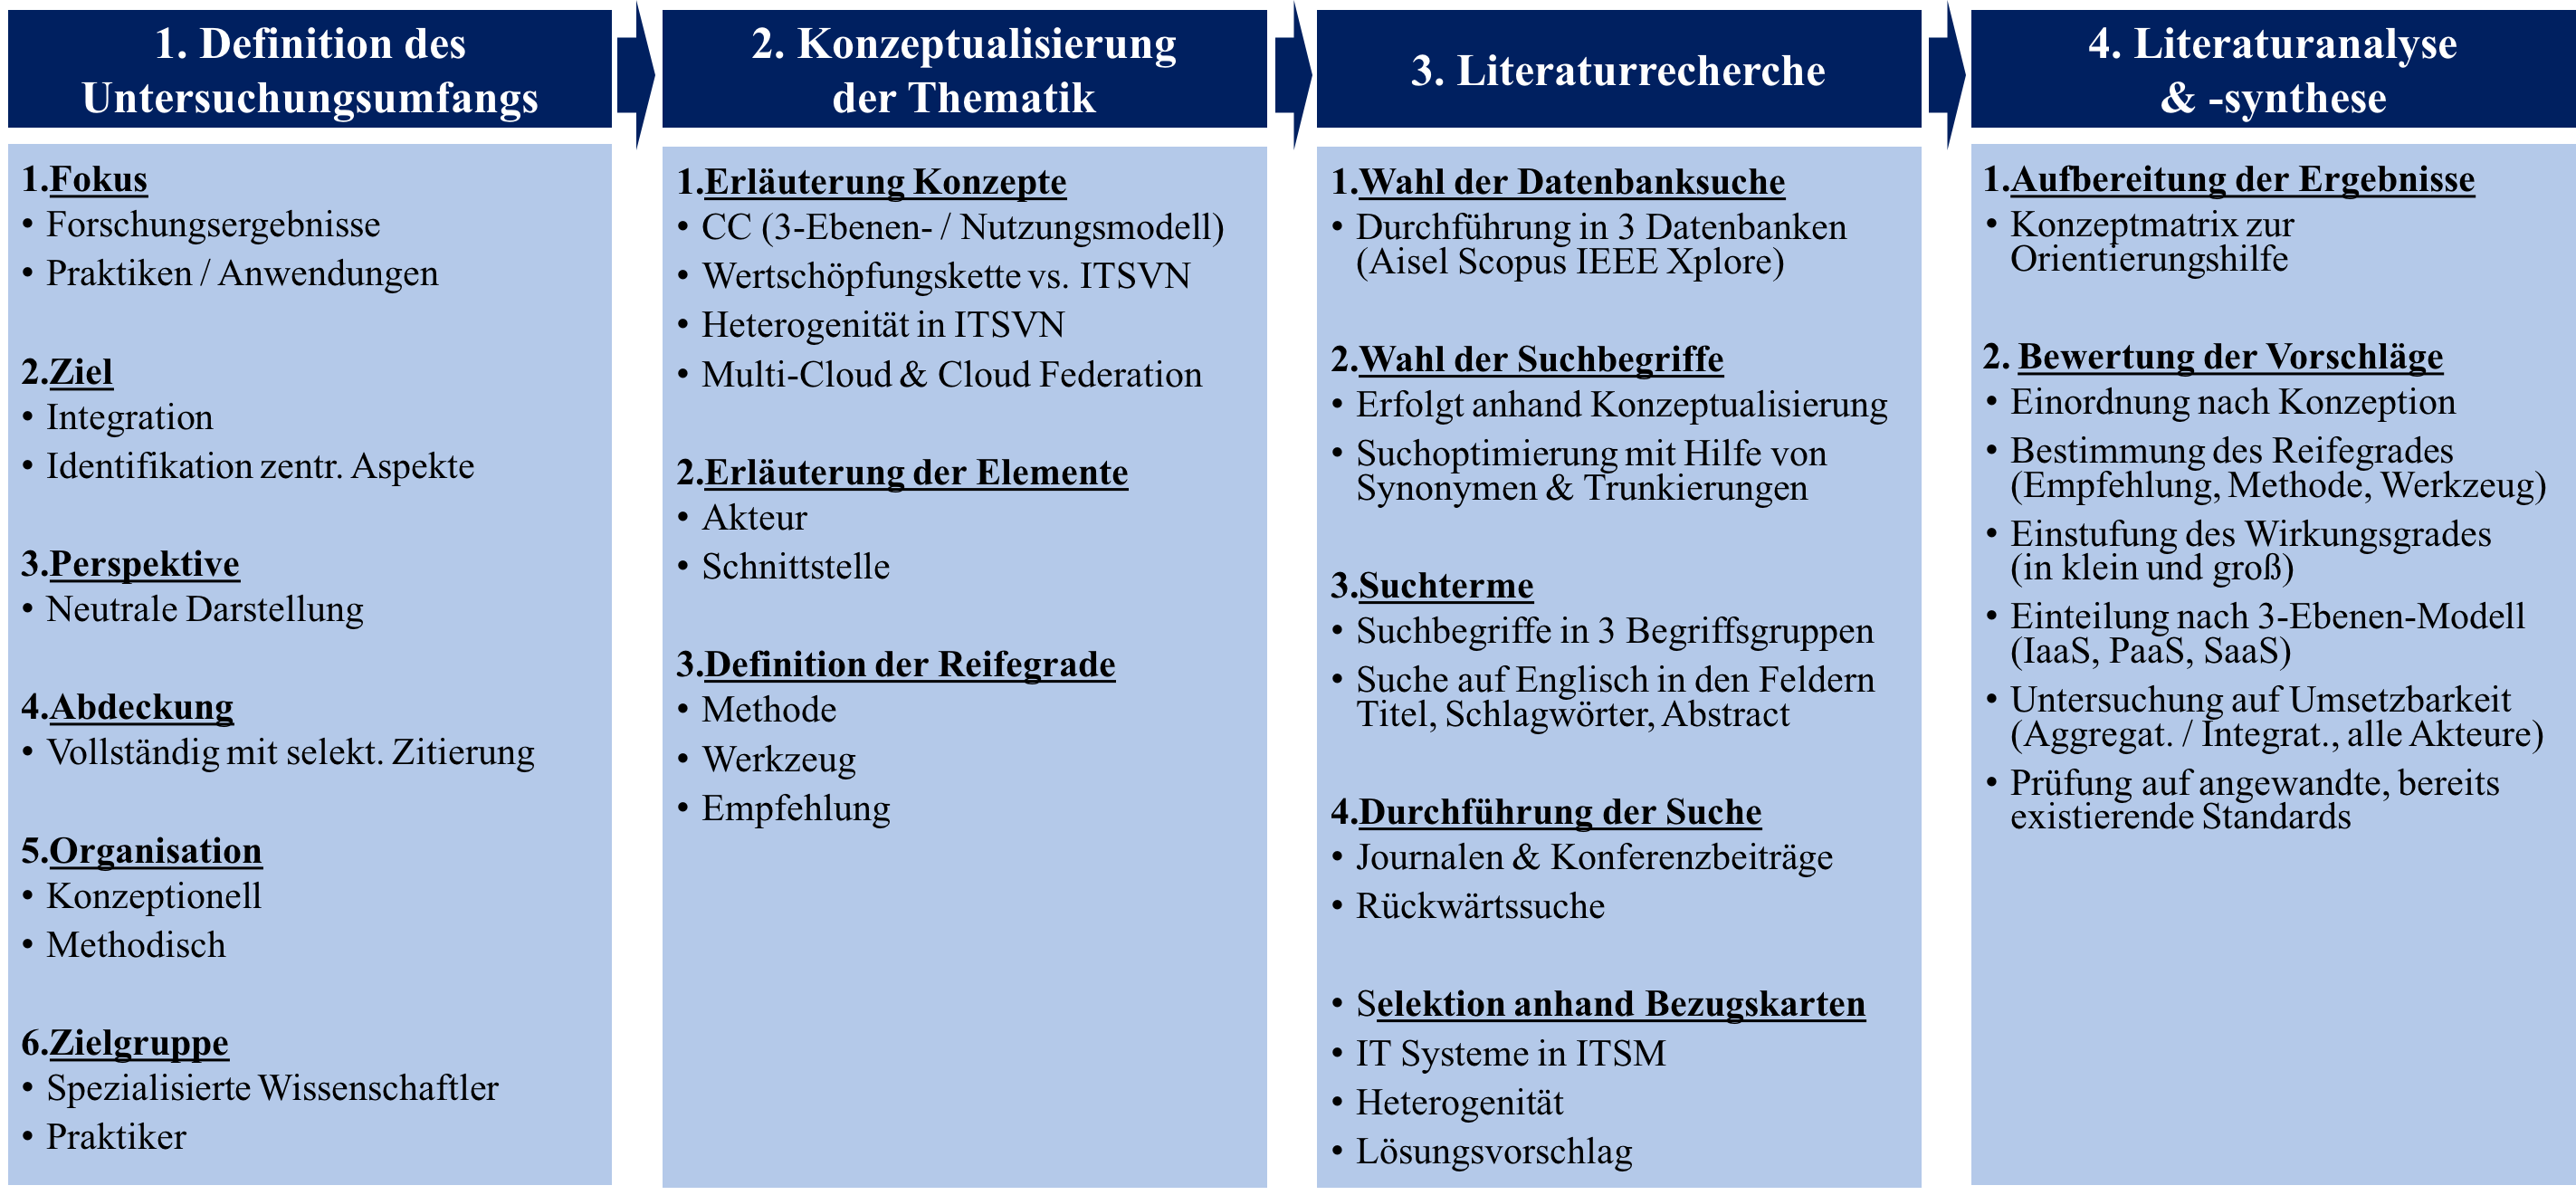 1. Definition des
Untersuchungsumfangs
1.Fokus
• Forschungsergebnisse
• Praktiken / Anwendungen
2.Ziel
• Integration
• Identifikation zentr. Aspekte
3.Perspektive
• Neutrale Darstellung
4.Abdeckung
• Vollständig mit selekt. Zitierung
5.Organisation
• Konzeptionell
• Methodisch
6.Zielgruppe
• Spezialisierte Wissenschaftler
• Praktiker
2. Konzeptualisierung
der Thematik
1.Erläuterung Konzepte
• CC (3-Ebenen- / Nutzungsmodell)
• Wertschöpfungskette vs. ITSVN
• Heterogenität in ITSVN
• Multi-Cloud & Cloud Federation
2.Erläuterung der Elemente
• Akteur
• Schnittstelle
3.Definition der Reifegrade
• Methode
• Werkzeug
• Empfehlung
3. Literaturrecherche
1.Wahl der Datenbanksuche
• Durchführung in 3 Datenbanken
(Aisel Scopus IEEE Xplore)
2.Wahl der Suchbegriffe
• Erfolgt anhand Konzeptualisierung
• Suchoptimierung mit Hilfe von
Synonymen & Trunkierungen
3.Suchterme
• Suchbegriffe in 3 Begriffsgruppen
• Suche auf Englisch in den Feldern
Titel, Schlagwörter, Abstract
4.Durchführung der Suche
• Journalen & Konferenzbeiträge
• Rückwärtssuche
• Selektion anhand Bezugskarten
• IT Systeme in ITSM
• Heterogenität
• Lösungsvorschlag
4. Literaturanalyse
& -synthese
1.Aufbereitung der Ergebnisse
• Konzeptmatrix zur
Orientierungshilfe
2. Bewertung der Vorschläge
• Einordnung nach Konzeption
• Bestimmung des Reifegrades
(Empfehlung, Methode, Werkzeug)
• Einstufung des Wirkungsgrades
(in klein und groß)
• Einteilung nach 3-Ebenen-Modell
(IaaS, PaaS, SaaS)
• Untersuchung auf Umsetzbarkeit
(Aggregat. / Integrat., alle Akteure)
• Prüfung auf angewandte, bereits
existierende Standards